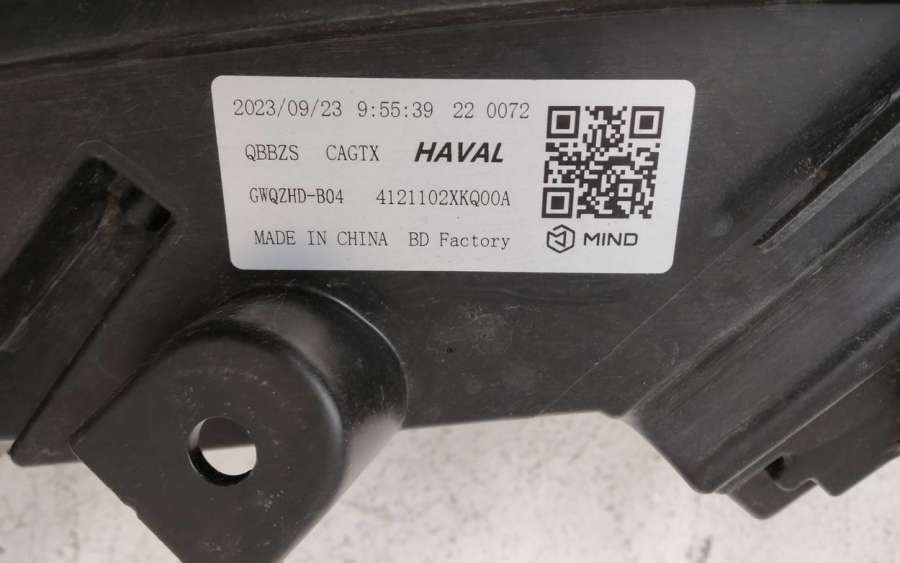 2023/09/23 9:55:39 22 0072
QBBZS CAGTX HAVAL
GWQZHD-B04 4121102XKQ00A
MADE IN CHINA BD Factory MIND